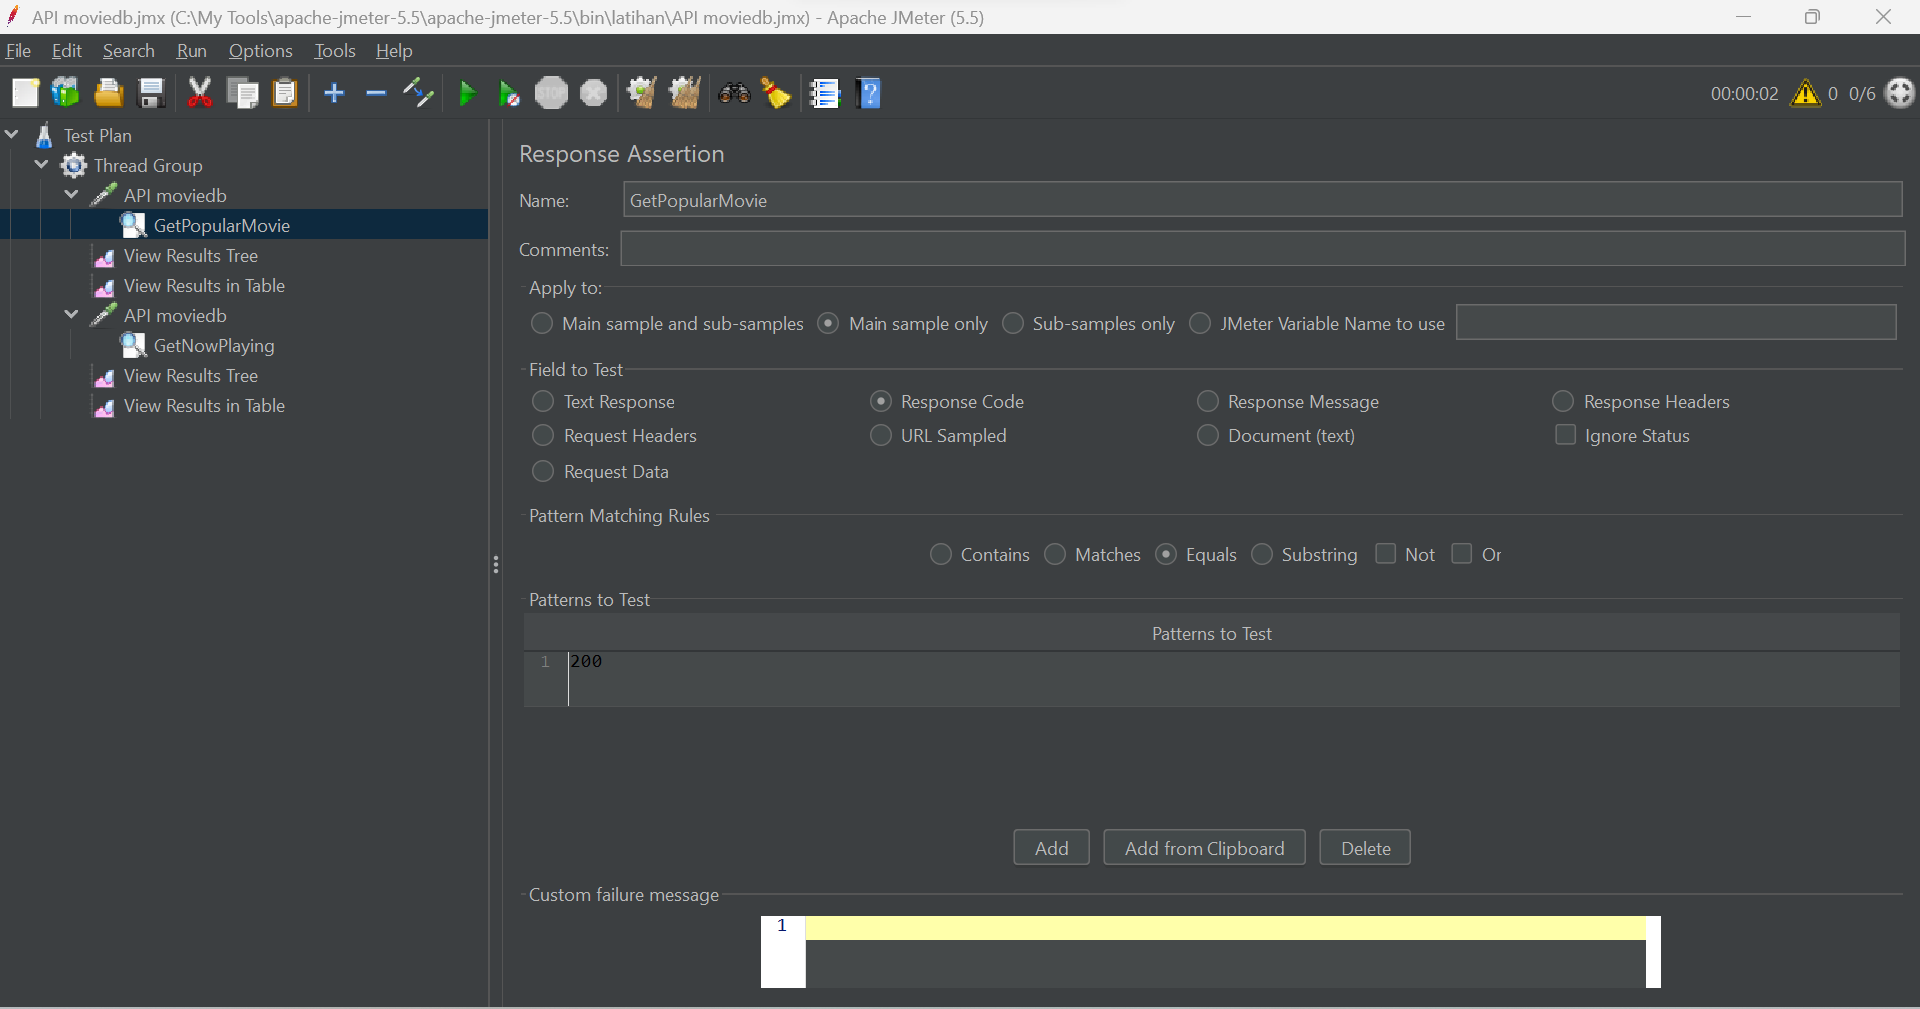 API moviedb.jmx (C:\My Tools\apache-jmeter-5.5\apache-jmeter-5.5\bin\latihan\API moviedb.jmx) - Apache JMeter (5.5)
File Edit Search Run Options Tools Help
STOP
00:00:02 0 0/6
Test Plan
Thread Group
API moviedb
GetPopularMovie
View Results Tree
View Results in Table
API moviedb
GetNowPlaying
View Results Tree
View Results in Table
Response Assertion
Name: GetPopularMovie
Comments:
Apply to:
Main sample and sub-samples Main sample only Sub-samples only JMeter Variable Name to use
Field to Test
Text Response Response Code Response Message Response Headers
Request Headers URL Sampled Document (text) Ignore Status
Request Data
Pattern Matching Rules
Contains Matches Equals Substring Not Or
Patterns to Test
Patterns to Test
1 200
Add Add from Clipboard Delete
Custom failure message
1